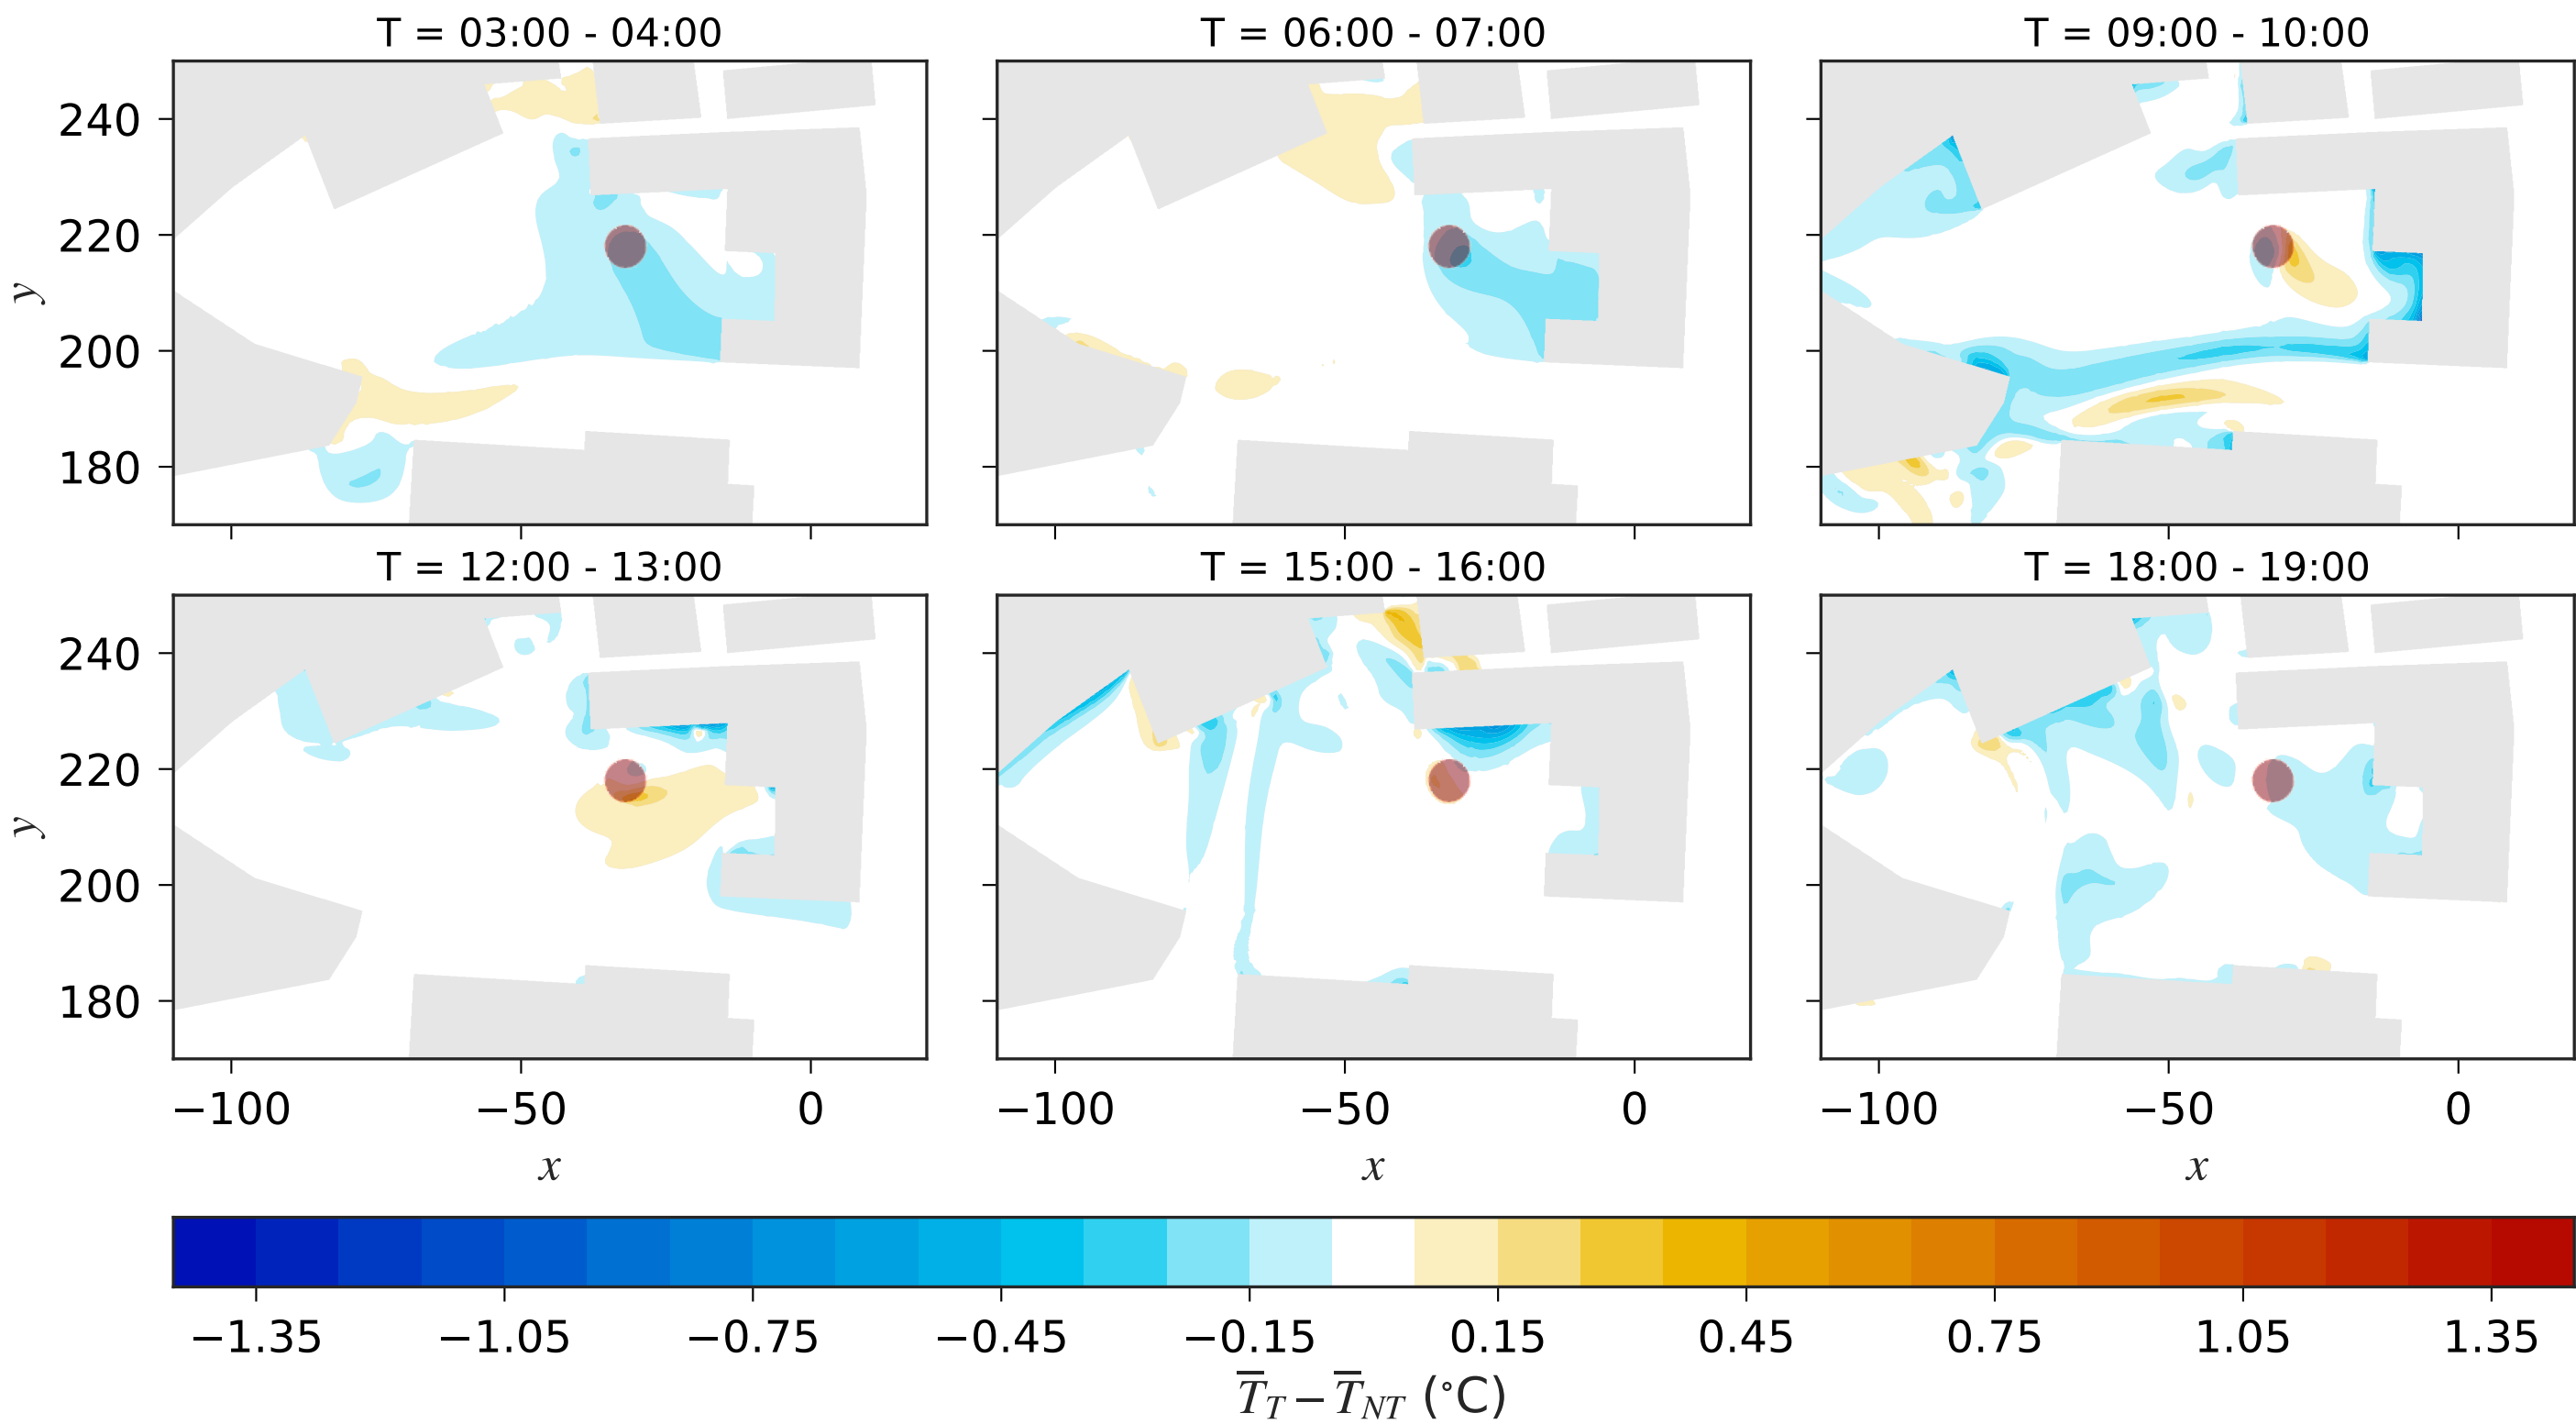 T = 03:00 - 04:00 T = 06:00 - 07:00 T = 09:00 - 10:00
240
220
y
200
180
T = 12:00 - 13:00 T = 15:00 - 16:00 T = 18:00 - 19:00
240
220
y
200
180
−100 −50 0 −100 −50 0 −100 −50 0
x x x
−1.35 −1.05 −0.75 −0.45 −0.15 0.15 0.45 0.75 1.05 1.35
T̅_T − T̅_NT (°C)